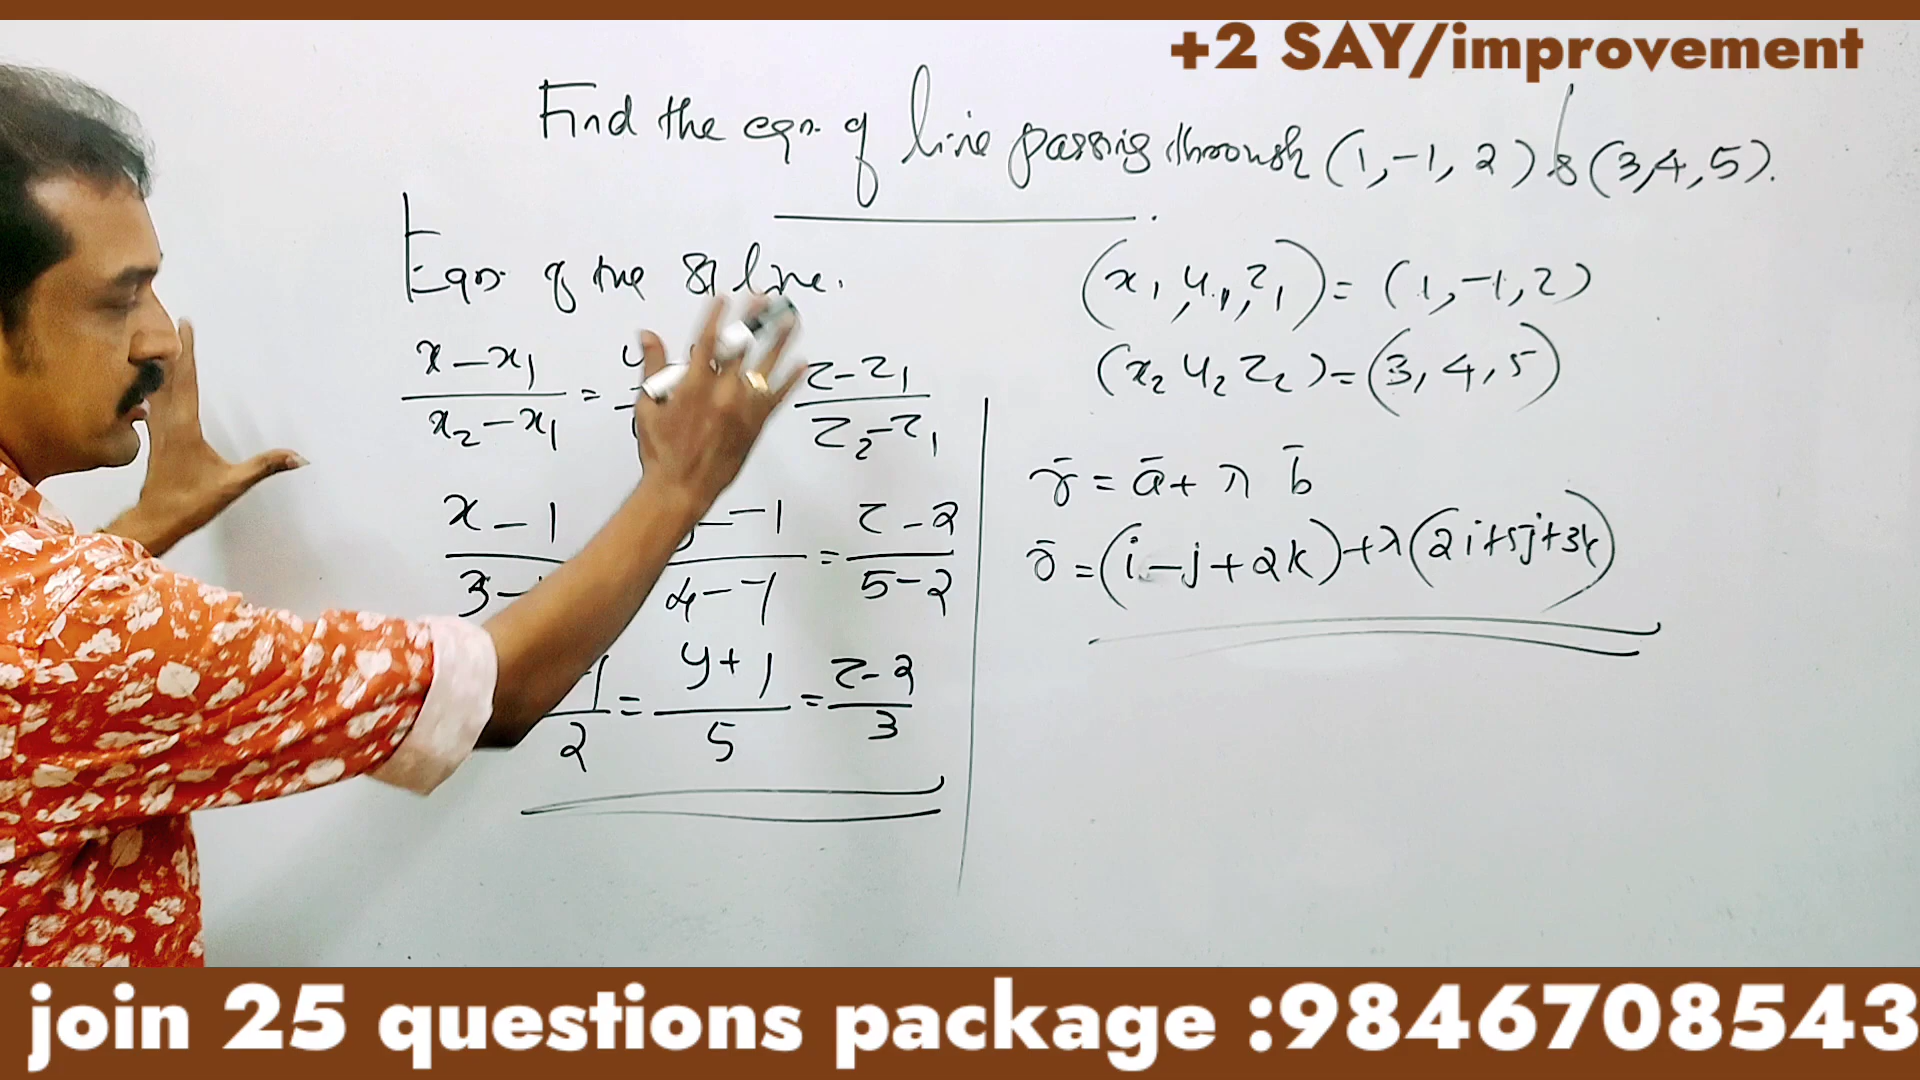 +2 SAY/improvement
Find the eqn. of line passing through (1,-1, 2) & (3,4,5).
Eqn. of the st line.
(x₁, y₁, z₁) = (1,-1,2)
(x₂ y₂ z₂) = (3, 4, 5)
x-x₁ / x₂-x₁ = y / z-z₁ / z₂-z₁
x-1 / 3- --1 / 4--1 = z-2 / 5-2
-1 / 2 = y+1 / 5 = z-2 / 3
r̄ = ā + λ b̄
r̄ = (i-j+2k)+λ(2i+5j+3k)
join 25 questions package :9846708543